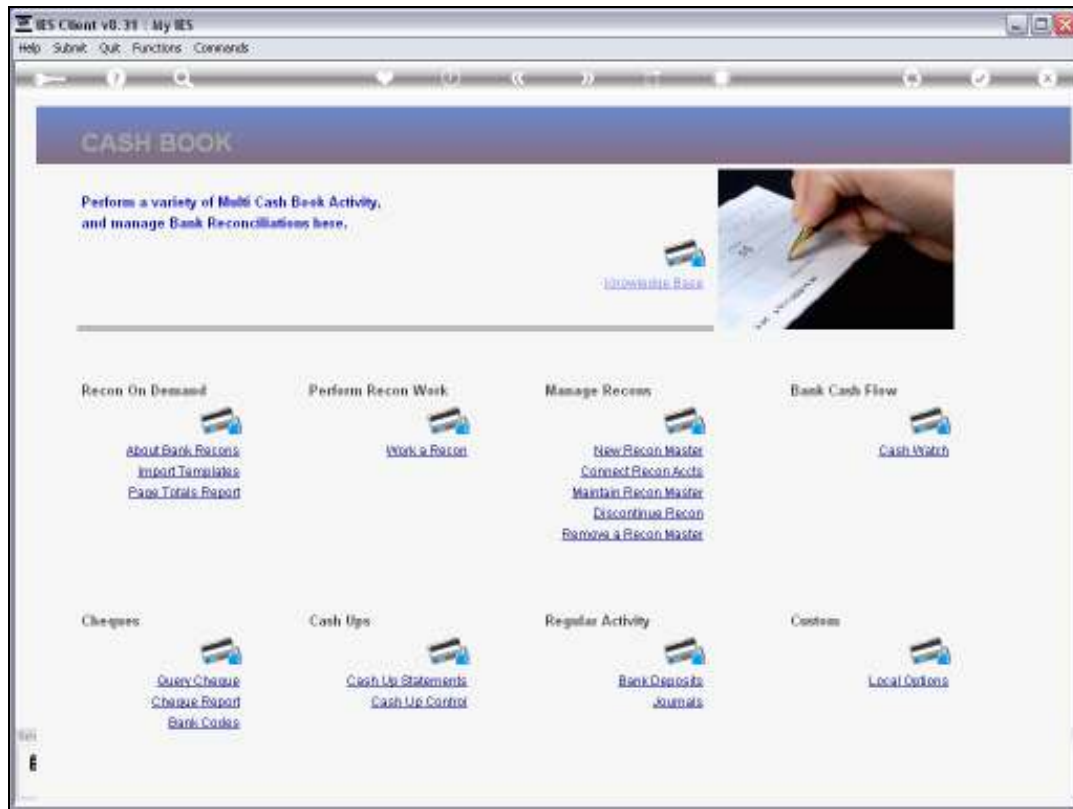 IES Client v8.31 : My IES
Help Submit Quit Functions Commands
CASH BOOK
Perform a variety of Multi Cash Book Activity,
and manage Bank Reconciliations here.
Knowledge Base
Recon On Demand
About Bank Recons
Import Templates
Page Totals Report
Perform Recon Work
Work a Recon
Manage Recons
New Recon Master
Connect Recon Accts
Maintain Recon Master
Discontinue Recon
Remove a Recon Master
Bank Cash Flow
Cash Watch
Cheques
Query Cheque
Cheque Report
Bank Codes
Cash Ups
Cash Up Statements
Cash Up Control
Regular Activity
Bank Deposits
Journals
Custom
Local Options